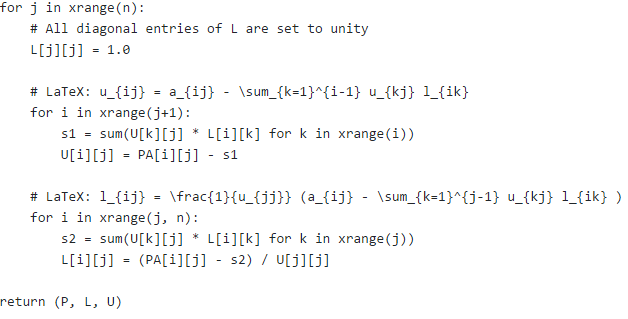 for j in xrange(n):
    # All diagonal entries of L are set to unity
    L[j][j] = 1.0

    # LaTeX: u_{ij} = a_{ij} - \sum_{k=1}^{i-1} u_{kj} l_{ik}
    for i in xrange(j+1):
        s1 = sum(U[k][j] * L[i][k] for k in xrange(i))
        U[i][j] = PA[i][j] - s1

    # LaTeX: l_{ij} = \frac{1}{u_{jj}} (a_{ij} - \sum_{k=1}^{j-1} u_{kj} l_{ik} )
    for i in xrange(j, n):
        s2 = sum(U[k][j] * L[i][k] for k in xrange(j))
        L[i][j] = (PA[i][j] - s2) / U[j][j]

return (P, L, U)